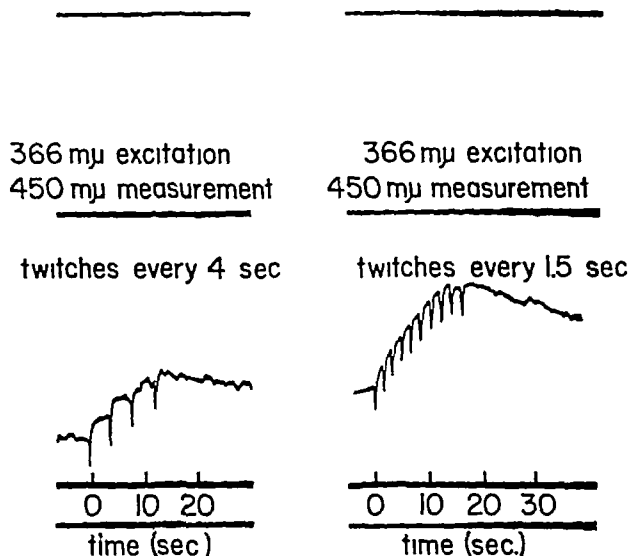 366 mμ excitation
450 mμ measurement
twitches every 4 sec
0 10 20
time (sec)
366 mμ excitation
450 mμ measurement
twitches every 1.5 sec
0 10 20 30
time (sec.)